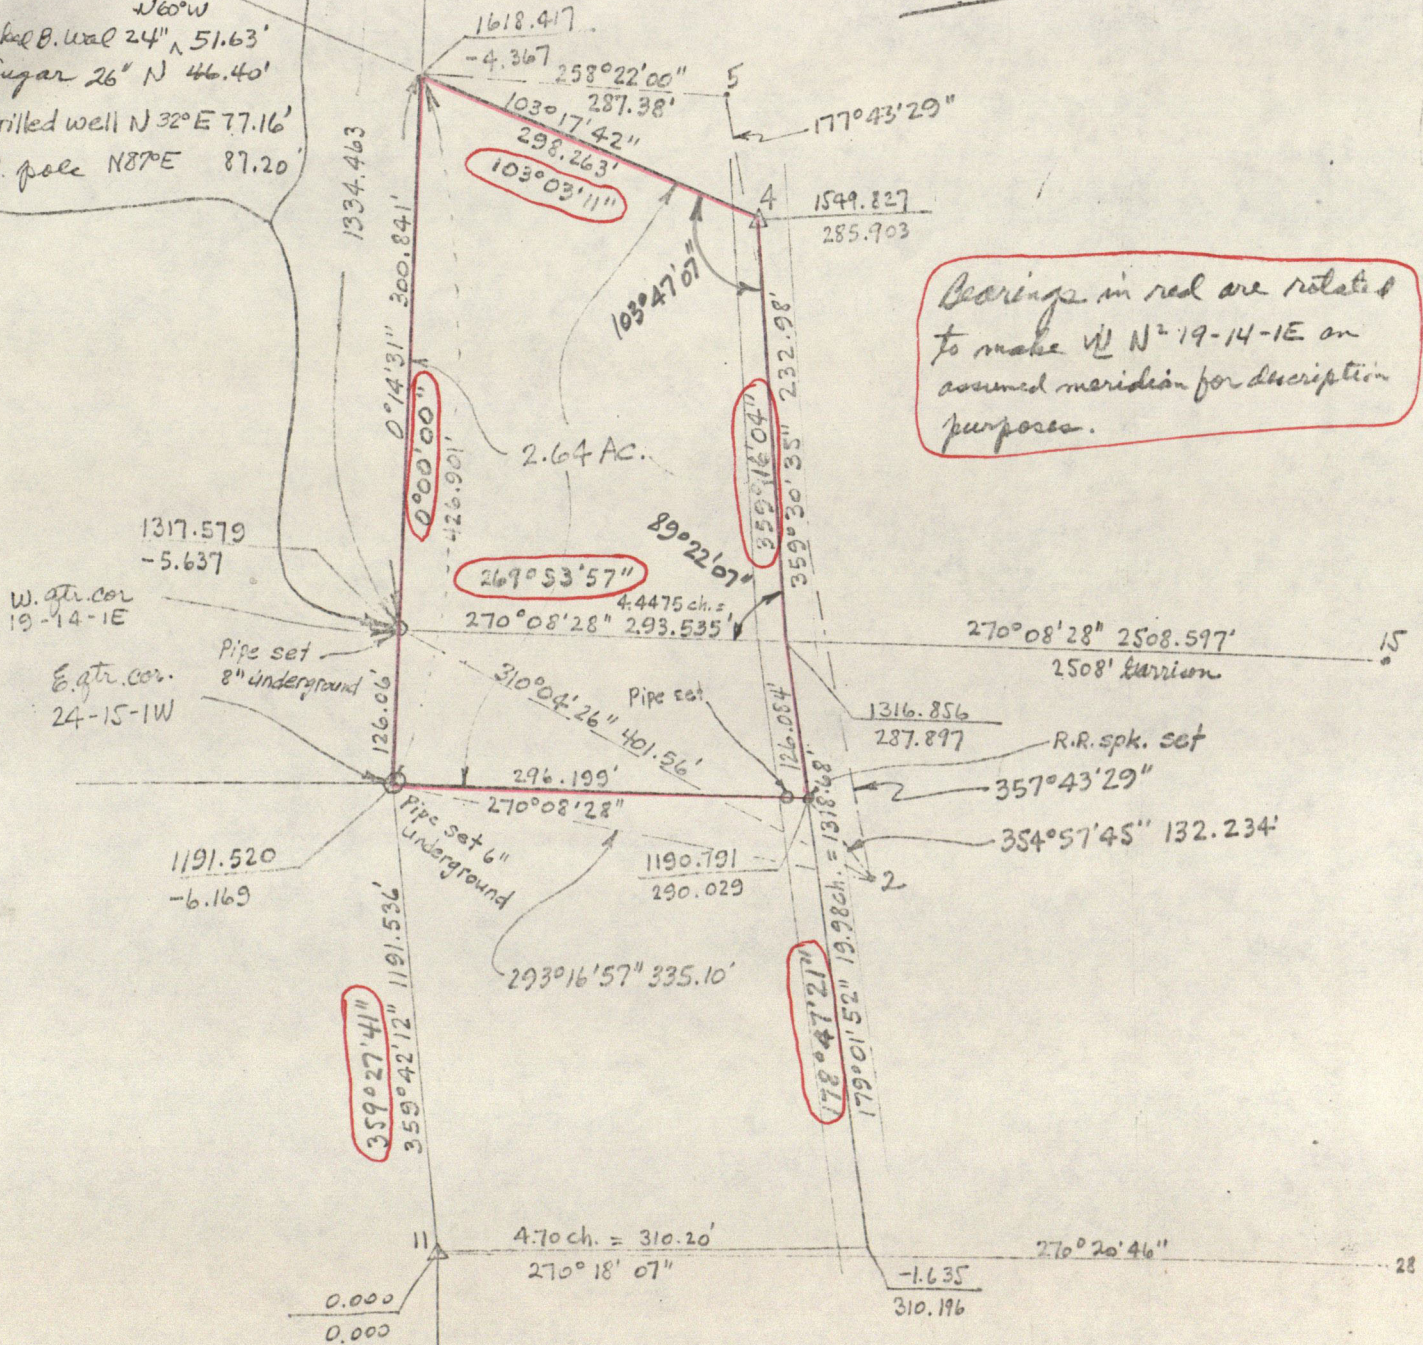 N60°W
B. Wal 24" ^ 51.63'
ugar 26" N 46.40'
rilled well N 32°E 77.16'
. pole N87°E 87.20'
1618.417
-4.367
258°22'00"
287.38'
5
177°43'29"
103°17'42"
298.263'
103°03'11"
4
1549.827
285.903
1334.463
300.841'
0°14'31"
0°00'00"
426.901'
103°47'07"
232.98'
359°30'35"
359°16'04"
Bearings in red are rotated
to make WL N² 19-14-1E an
assumed meridian for description
purposes.
2.64 AC.
1317.579
-5.637
W. qtr. cor
19-14-1E
Pipe set
8" underground
E. qtr. cor.
24-15-1W
269°53'57"
4.4475 ch. =
270°08'28" 293.535'
89°22'07"
270°08'28" 2508.597'
2508' Garrison
15
126.06'
310°04'26" 401.56'
Pipe set
126.084'
1316.856
287.897
R.R. spk. set
357°43'29"
354°57'45" 132.234'
2
296.199'
270°08'28"
Pipe set 6"
underground
1191.520
-6.169
1190.791
290.029
293°16'57" 335.10'
359°27'41"
359°42'12" 1191.536'
178°47'21"
179°01'52" 19.98ch. = 1318.68'
11
4.70 ch. = 310.20'
270°18'07"
270°20'46"
28
0.000
0.000
-1.635
310.196